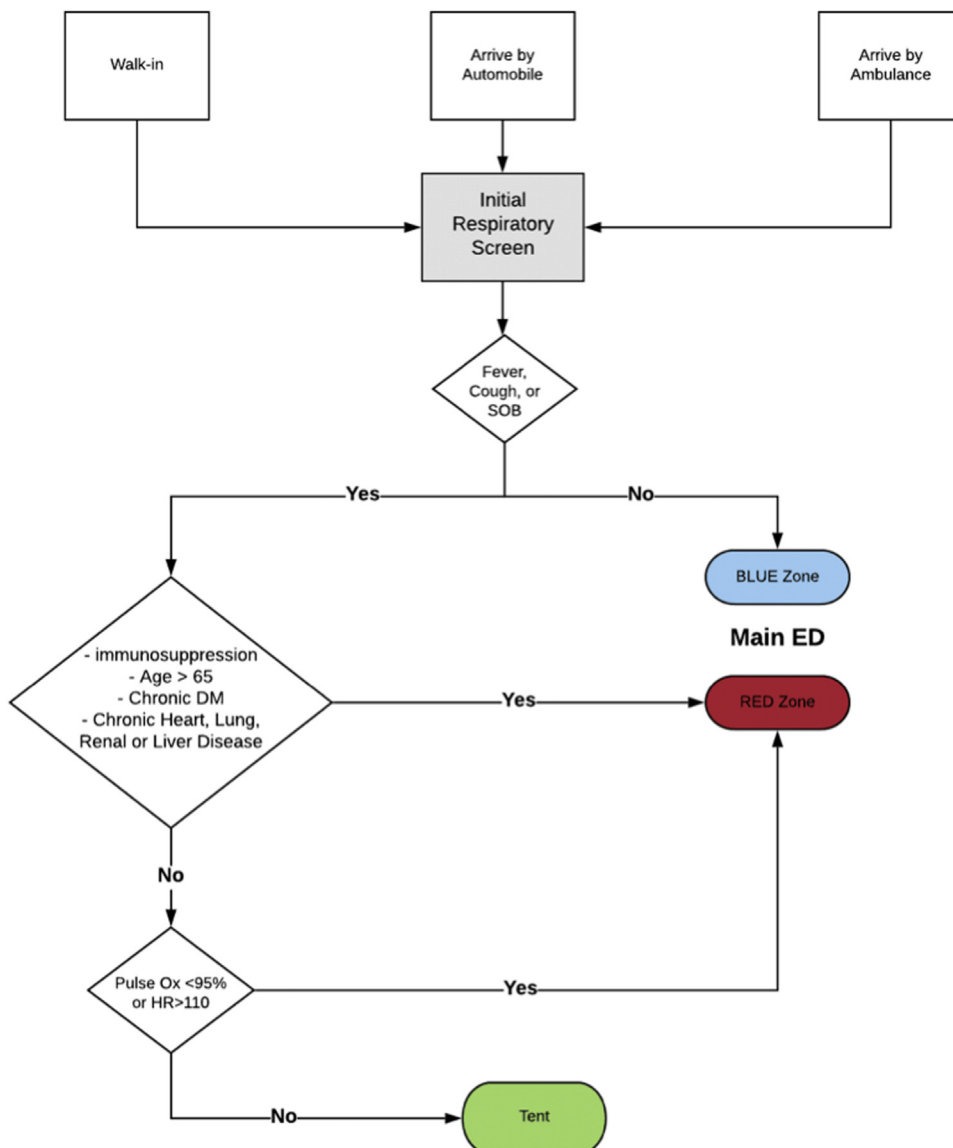 Walk-in
Arrive by
Automobile
Arrive by
Ambulance
Initial
Respiratory
Screen
Fever,
Cough, or
SOB
Yes
No
BLUE Zone
Main ED
- immunosuppression
- Age > 65
- Chronic DM
- Chronic Heart, Lung,
Renal or Liver Disease
Yes
RED Zone
No
Pulse Ox <95%
or HR>110
Yes
No
Tent